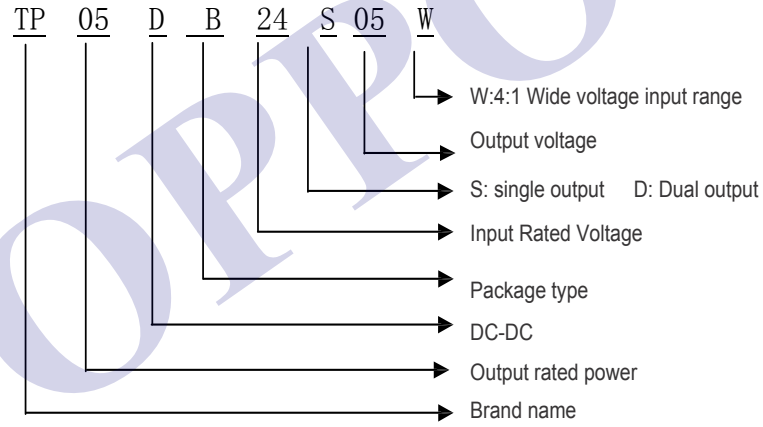 TP 05 D B 24 S 05 W
W:4:1 Wide voltage input range
Output voltage
S: single output D: Dual output
Input Rated Voltage
Package type
DC-DC
Output rated power
Brand name
OPPO